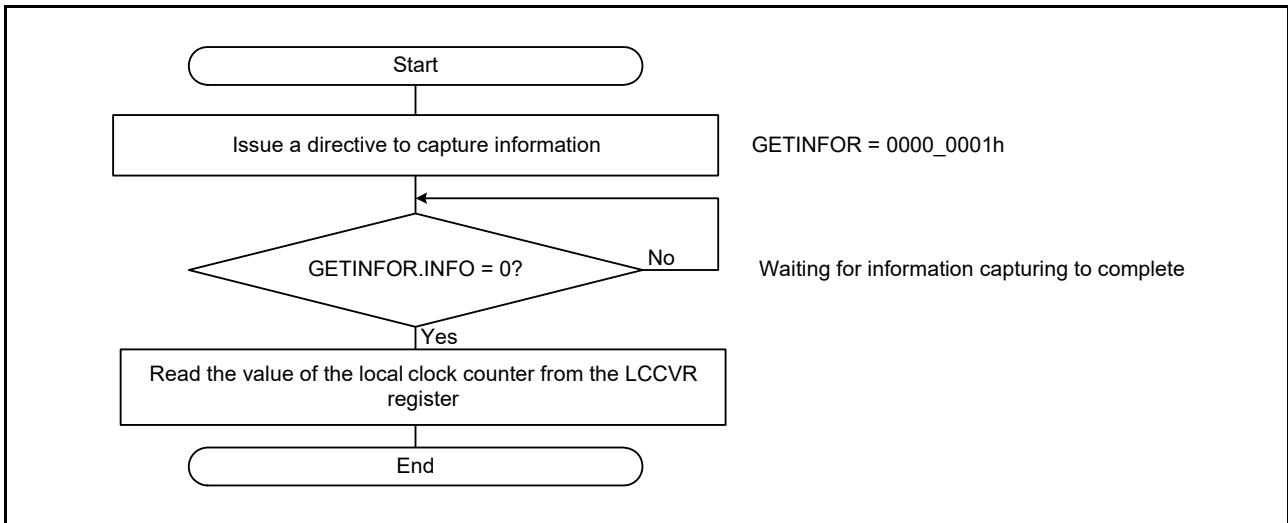 Start
Issue a directive to capture information
GETINFOR = 0000_0001h
GETINFOR.INFO = 0?
No
Waiting for information capturing to complete
Yes
Read the value of the local clock counter from the LCCVR
register
End